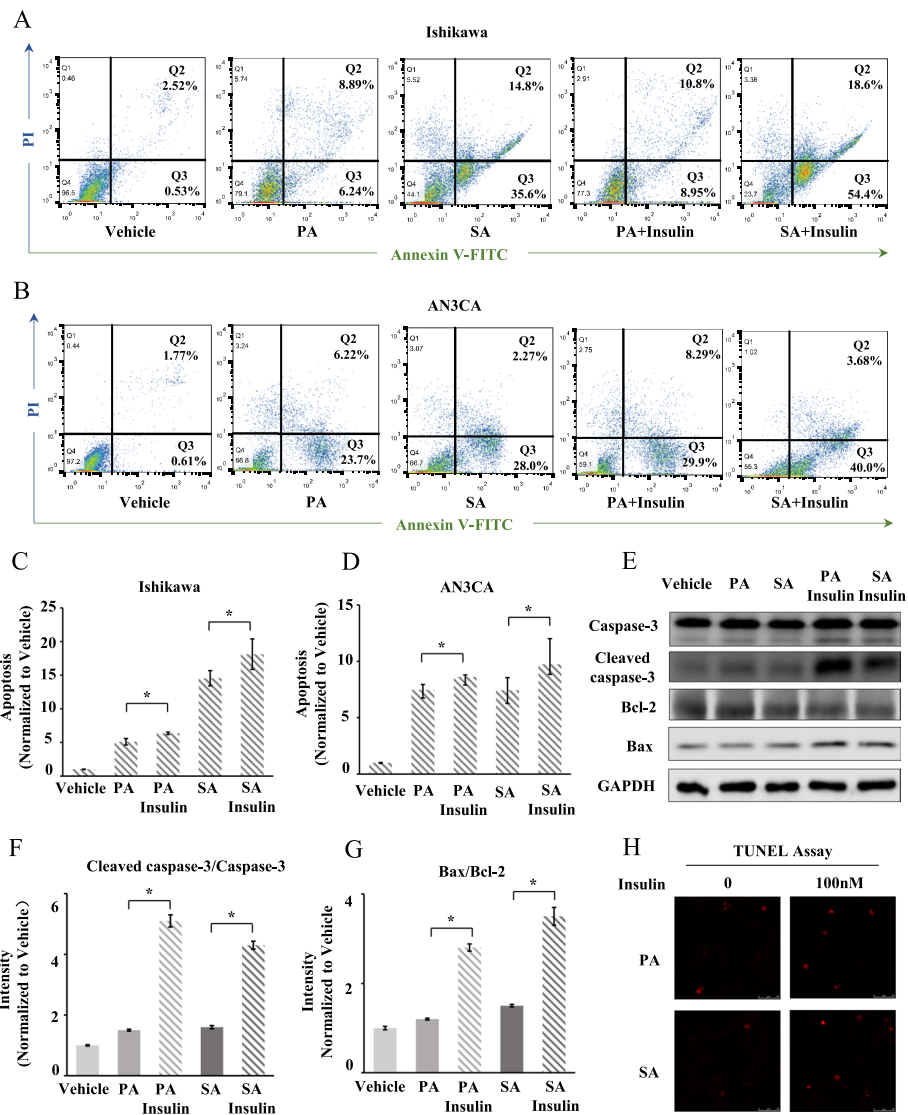 A
Ishikawa
PI
Q1
0.46
Q2
2.52%
Q4
96.5
Q3
0.53%
Vehicle
Q1
5.74
Q2
8.89%
Q4
79.1
Q3
6.24%
PA
Q1
5.52
Q2
14.8%
Q4
44.1
Q3
35.6%
SA
Q1
2.91
Q2
10.8%
Q4
77.3
Q3
8.95%
PA+Insulin
Q1
3.36
Q2
18.6%
Q4
23.7
Q3
54.4%
SA+Insulin
Annexin V-FITC
B
AN3CA
PI
Q1
0.44
Q2
1.77%
Q4
97.2
Q3
0.61%
Vehicle
Q1
3.24
Q2
6.22%
Q4
66.8
Q3
23.7%
PA
Q1
3.07
Q2
2.27%
Q4
66.7
Q3
28.0%
SA
Q1
2.75
Q2
8.29%
Q4
59.1
Q3
29.9%
PA+Insulin
Q1
1.02
Q2
3.68%
Q4
55.3
Q3
40.0%
SA+Insulin
Annexin V-FITC
C
Ishikawa
Apoptosis
(Normalized to Vehicle)
25
20
15
10
5
0
*
*
Vehicle PA PA SA SA
Insulin Insulin
D
AN3CA
Apoptosis
(Normalized to Vehicle)
15
10
5
0
*
*
Vehicle PA PA SA SA
Insulin Insulin
E
Vehicle PA SA PA SA
Insulin Insulin
Caspase-3
Cleaved
caspase-3
Bcl-2
Bax
GAPDH
F
Cleaved caspase-3/Caspase-3
Intensity
(Normalized to Vehicle)
6
4
2
0
*
*
Vehicle PA PA SA SA
Insulin Insulin
G
Bax/Bcl-2
Intensity
Normalized to Vehicle)
4
2
0
*
*
Vehicle PA PA SA SA
Insulin Insulin
H
TUNEL Assay
Insulin 0 100nM
PA
SA